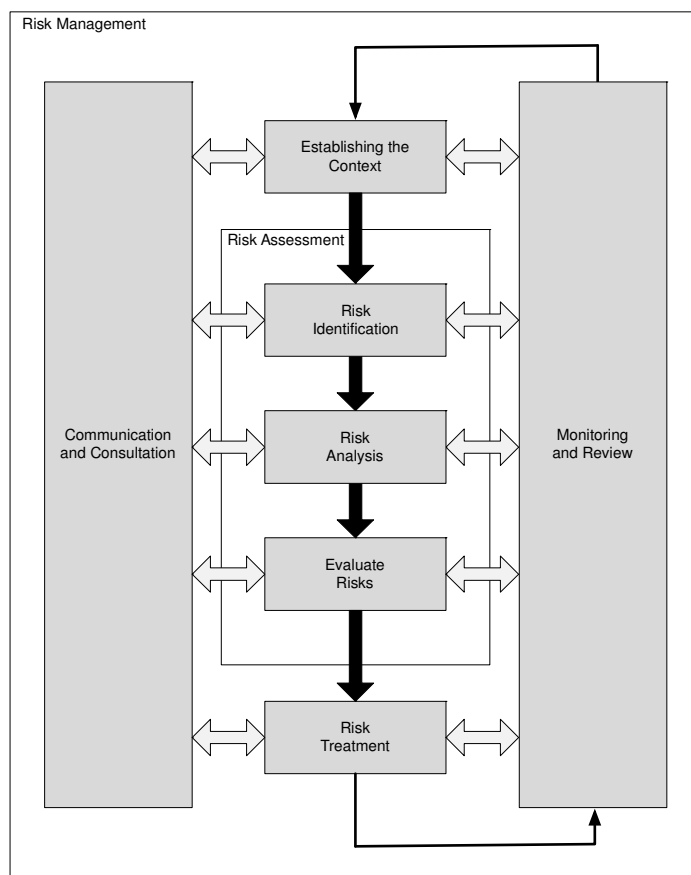 Risk Management
Establishing the
Context
Risk Assessment
Risk
Identification
Communication
and Consultation
Risk
Analysis
Monitoring
and Review
Evaluate
Risks
Risk
Treatment